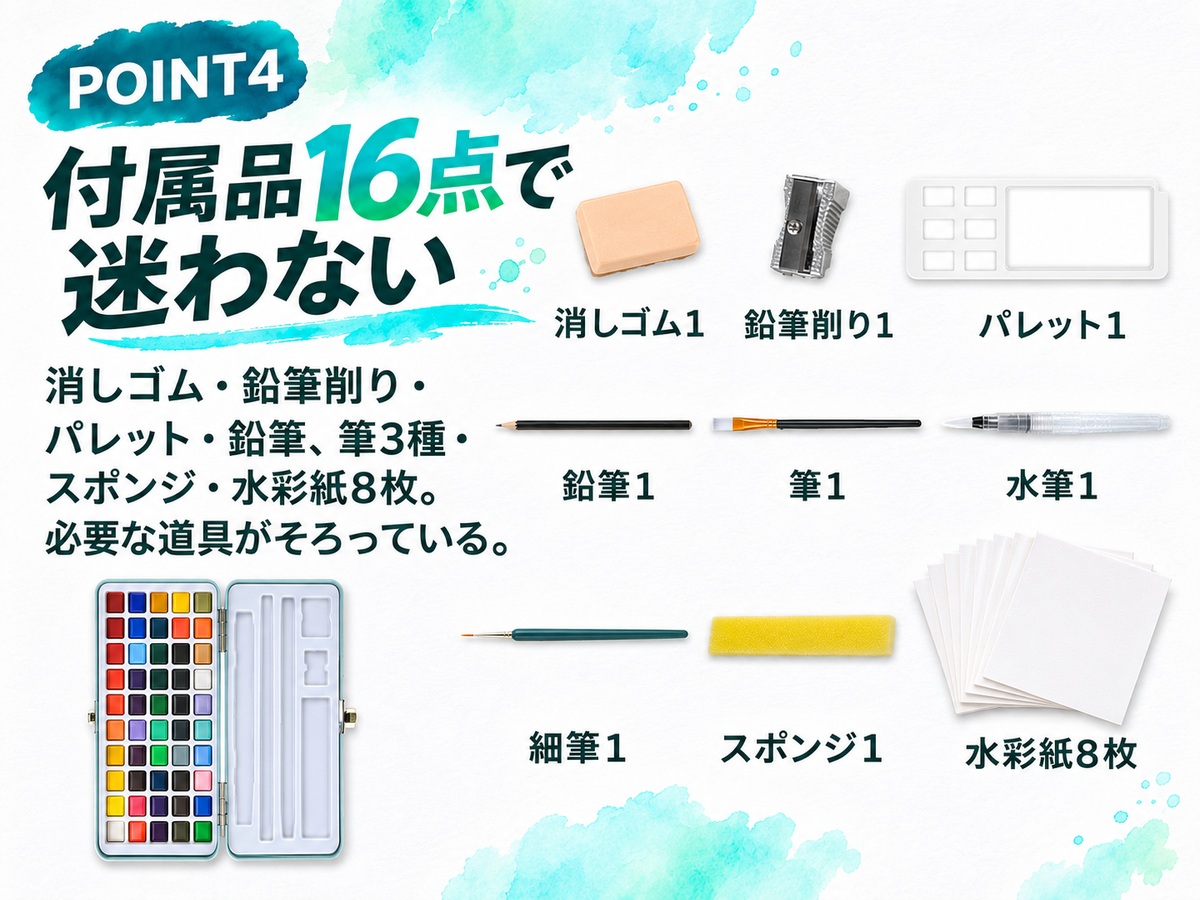 POINT4
付属品16点で
迷わない
消しゴム・鉛筆削り・
パレット・鉛筆、筆3種・
スポンジ・水彩紙8枚。
必要な道具がそろっている。
消しゴム1
鉛筆削り1
パレット1
鉛筆1
筆1
水筆1
細筆1
スポンジ1
水彩紙8枚